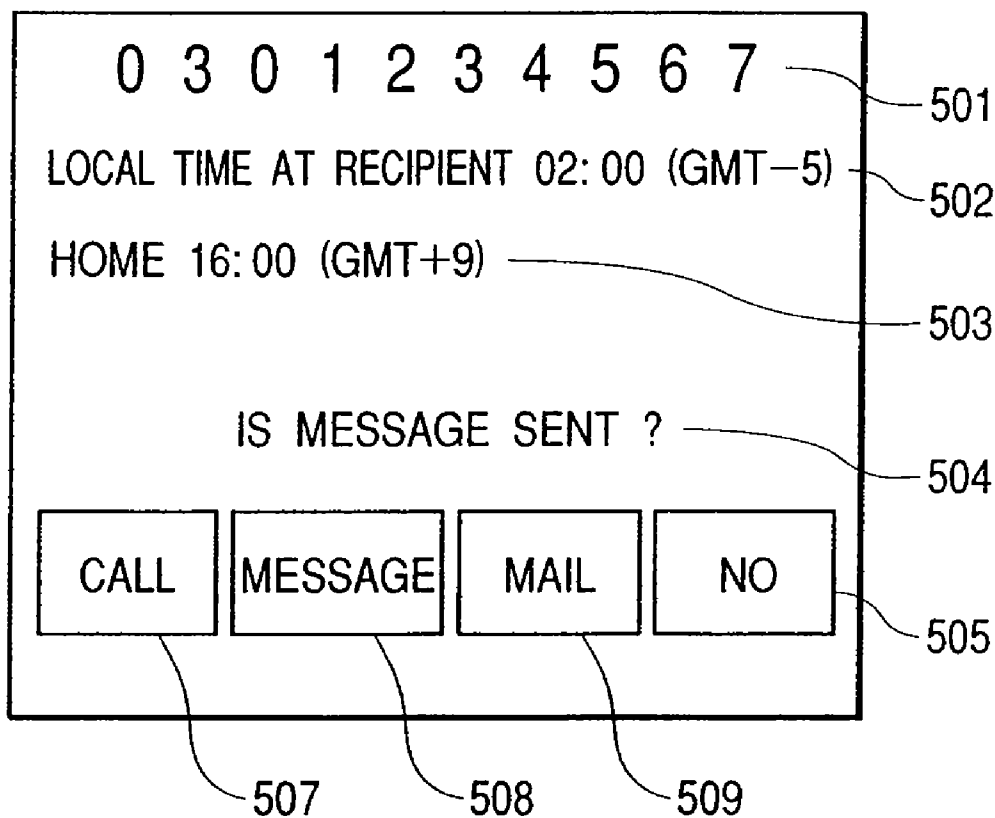 0 3 0 1 2 3 4 5 6 7
501
LOCAL TIME AT RECIPIENT 02:00 (GMT−5)
502
HOME 16:00 (GMT+9)
503
IS MESSAGE SENT ?
504
CALL MESSAGE MAIL NO
505
507 508 509